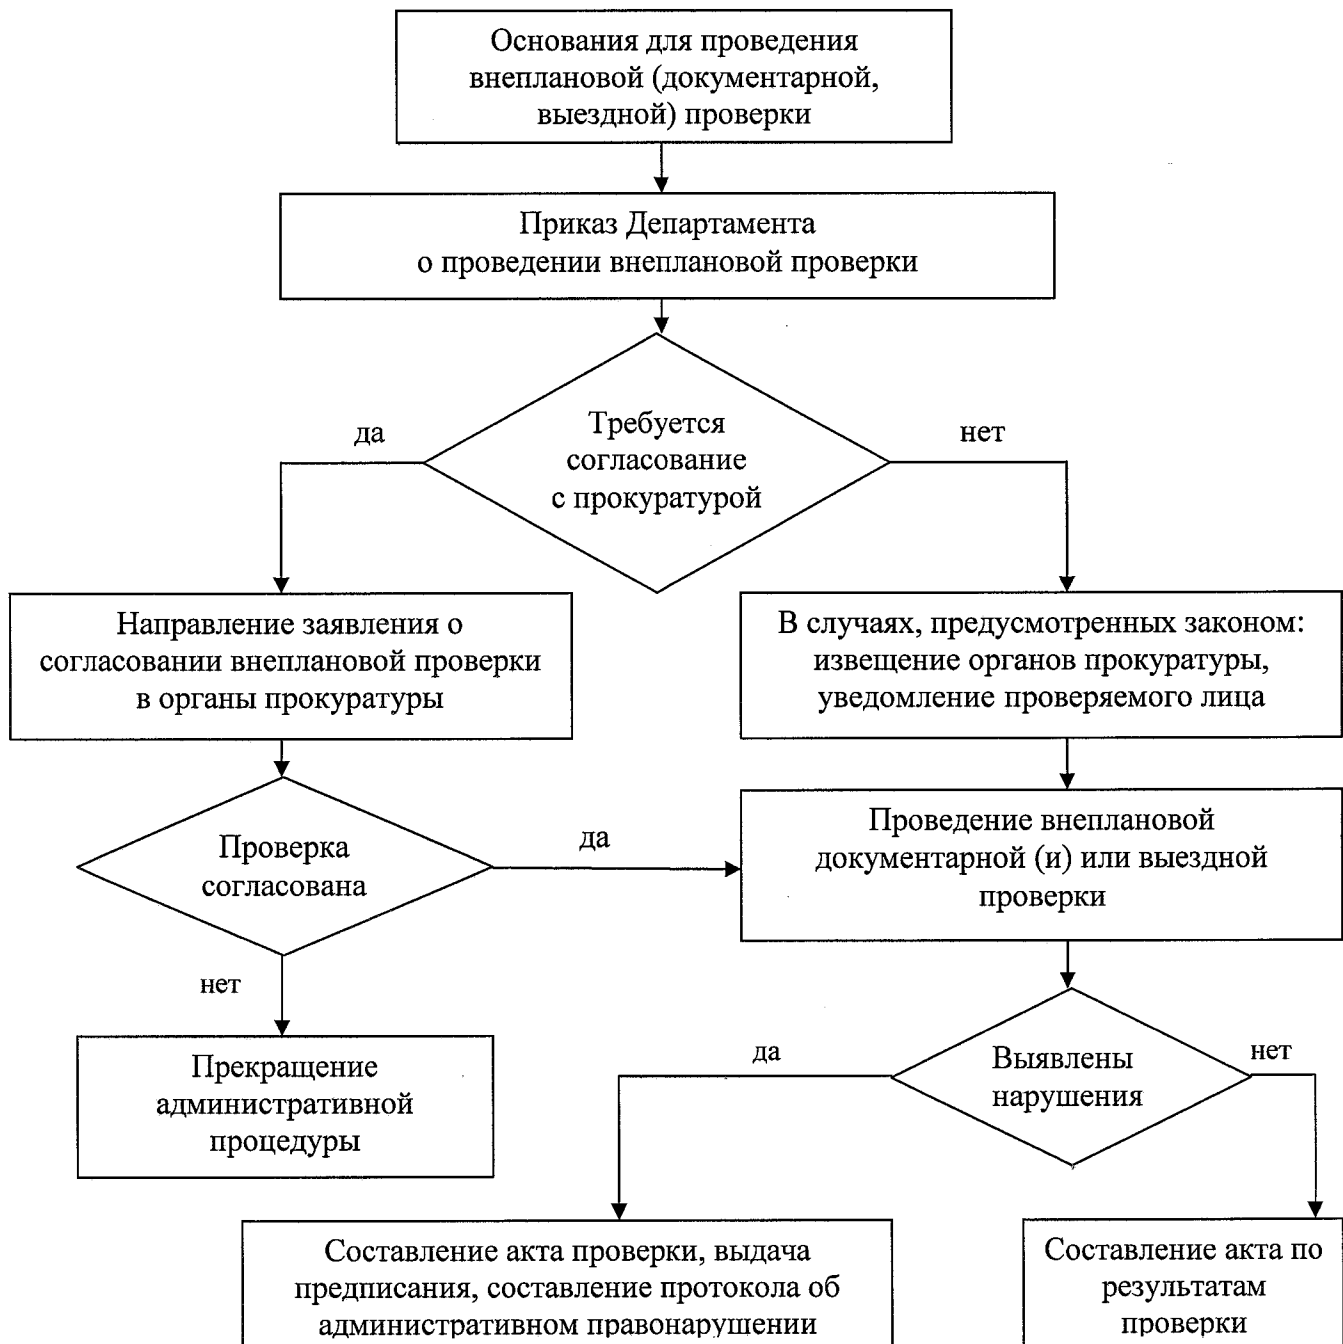 Основания для проведения
внеплановой (документарной,
выездной) проверки
Приказ Департамента
о проведении внеплановой проверки
Требуется
согласование
с прокуратурой
да
нет
Направление заявления о
согласовании внеплановой проверки
в органы прокуратуры
В случаях, предусмотренных законом:
извещение органов прокуратуры,
уведомление проверяемого лица
Проверка
согласована
да
Проведение внеплановой
документарной (и) или выездной
проверки
нет
Прекращение
административной
процедуры
Выявлены
нарушения
да
нет
Составление акта проверки, выдача
предписания, составление протокола об
административном правонарушении
Составление акта по
результатам
проверки